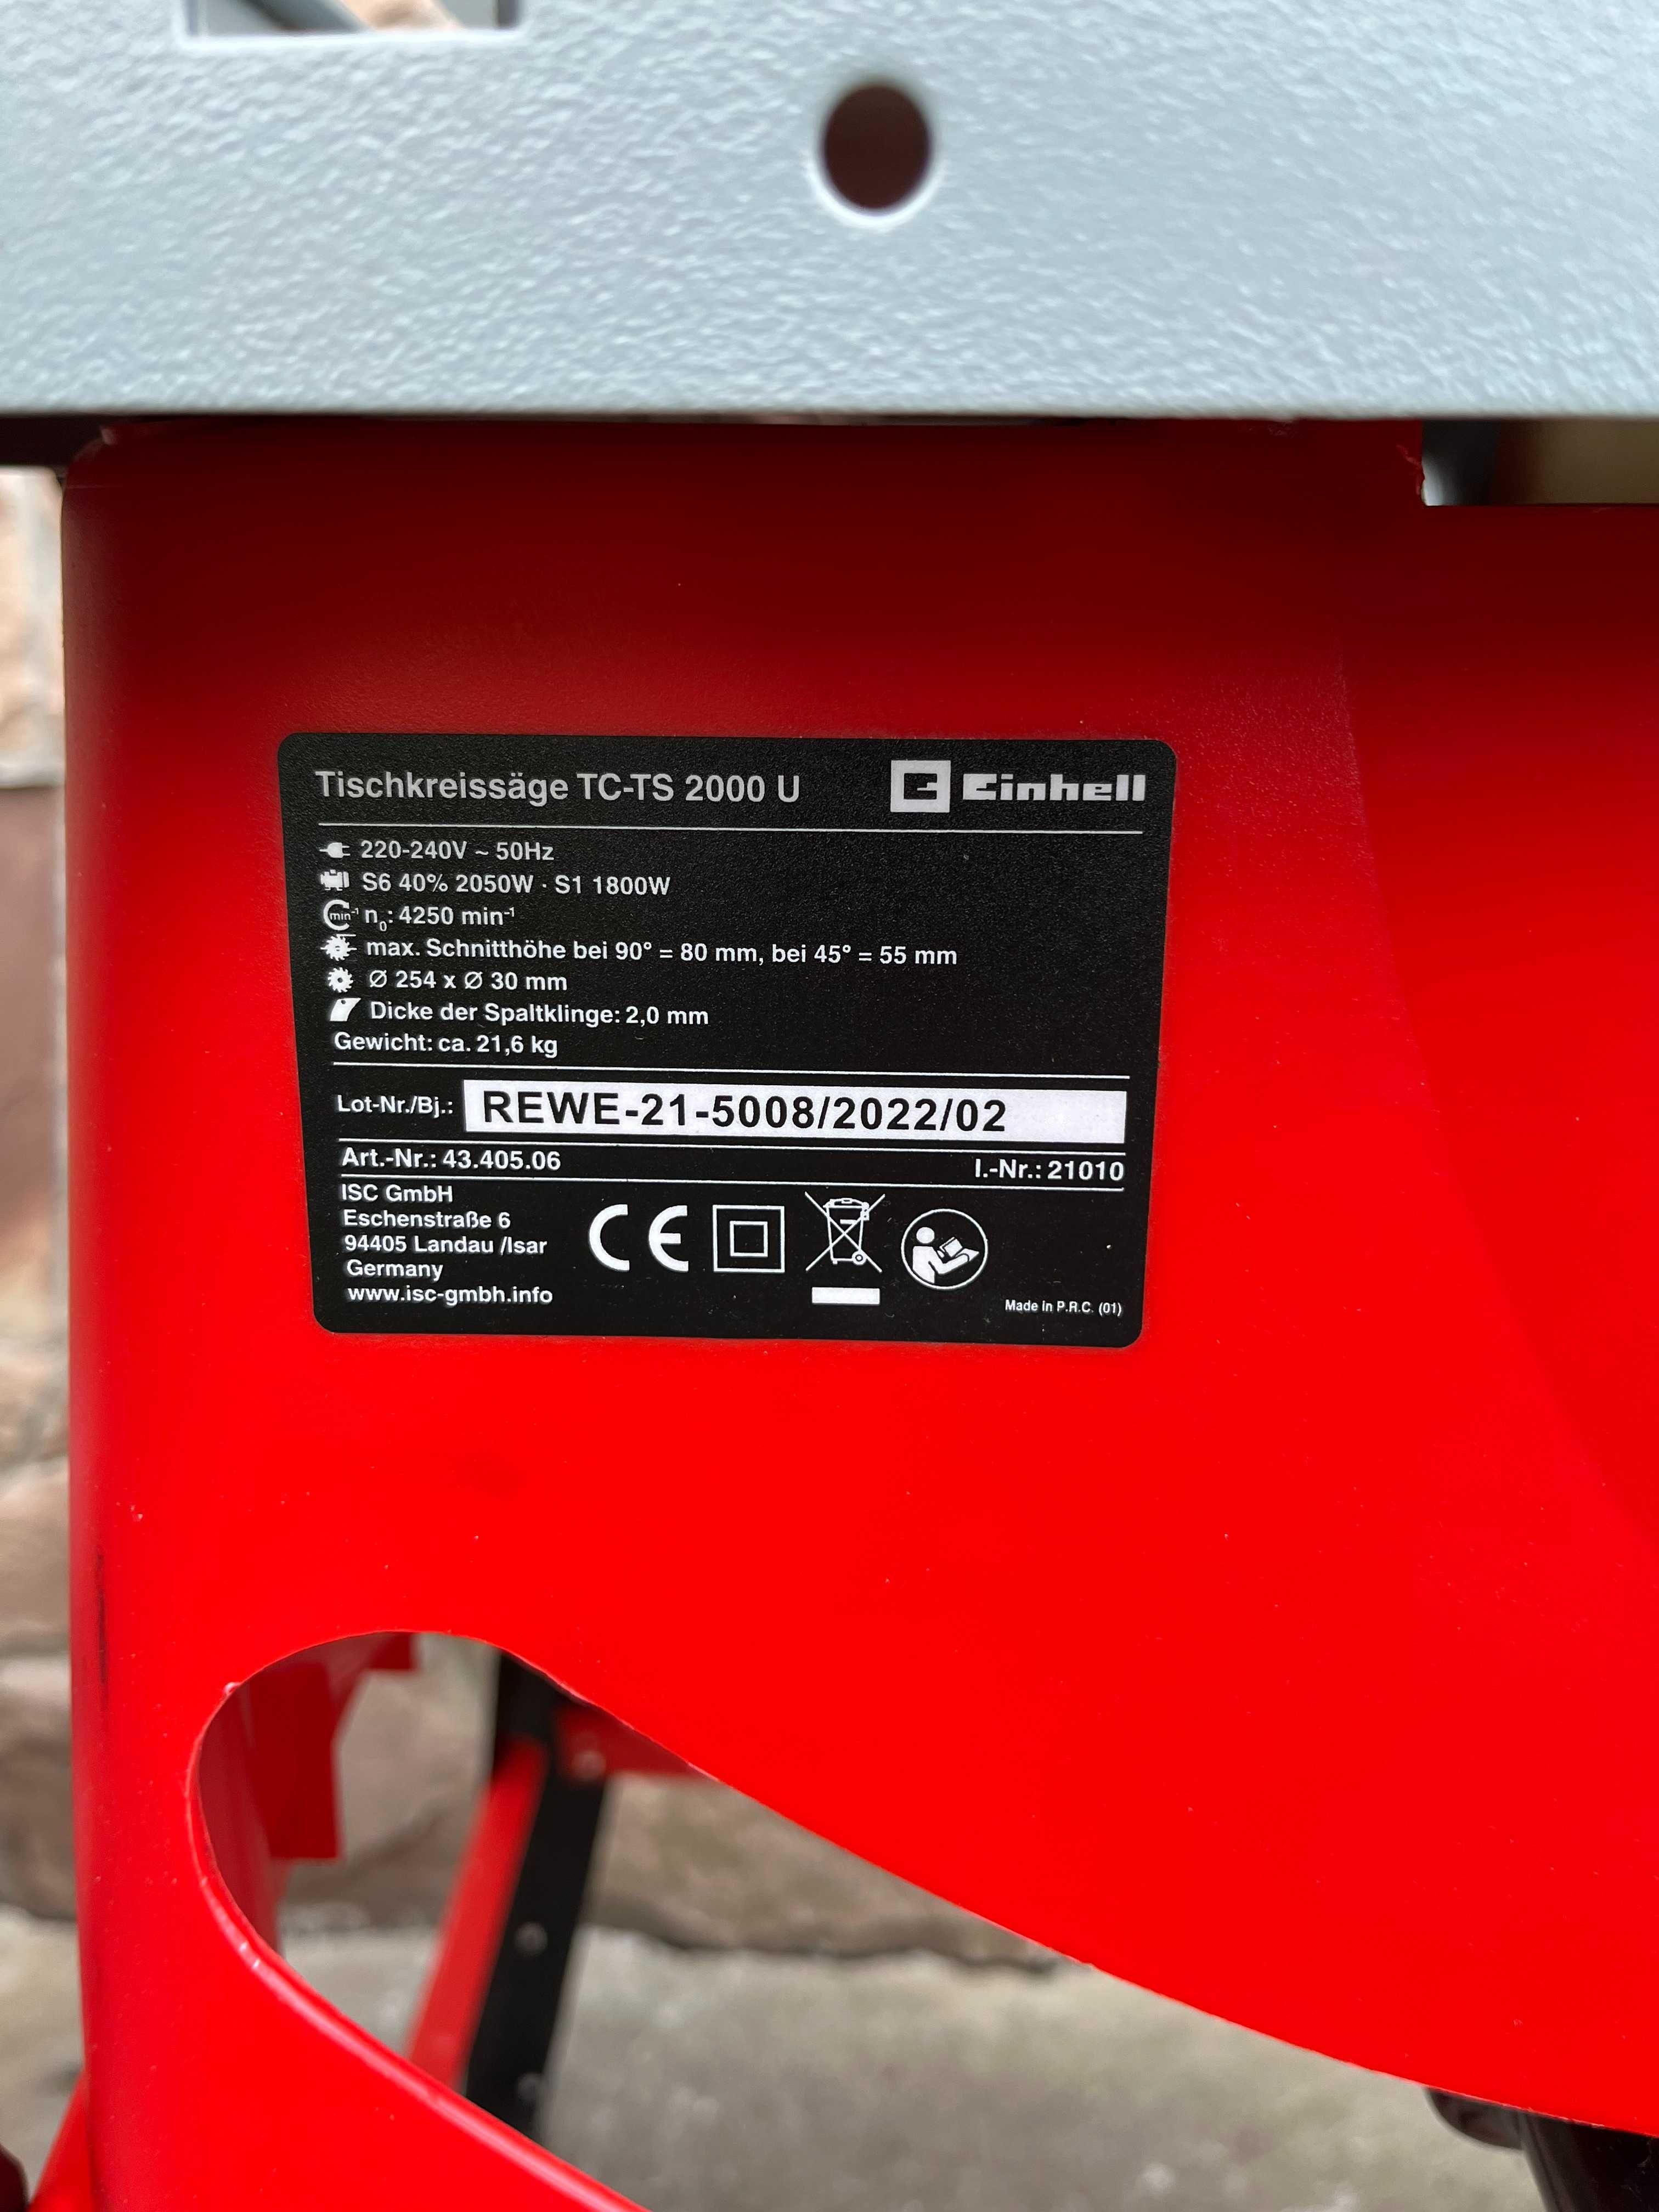 Tischkreissäge TC-TS 2000 U Einhell
220-240V ~ 50Hz
S6 40% 2050W · S1 1800W
min⁻¹ n₀: 4250 min⁻¹
max. Schnitthöhe bei 90° = 80 mm, bei 45° = 55 mm
Ø 254 x Ø 30 mm
Dicke der Spaltklinge: 2,0 mm
Gewicht: ca. 21,6 kg
Lot-Nr./Bj.: REWE-21-5008/2022/02
Art.-Nr.: 43.405.06 I.-Nr.: 21010
ISC GmbH
Eschenstraße 6
94405 Landau /Isar
Germany
www.isc-gmbh.info
CE
Made in P.R.C. (01)